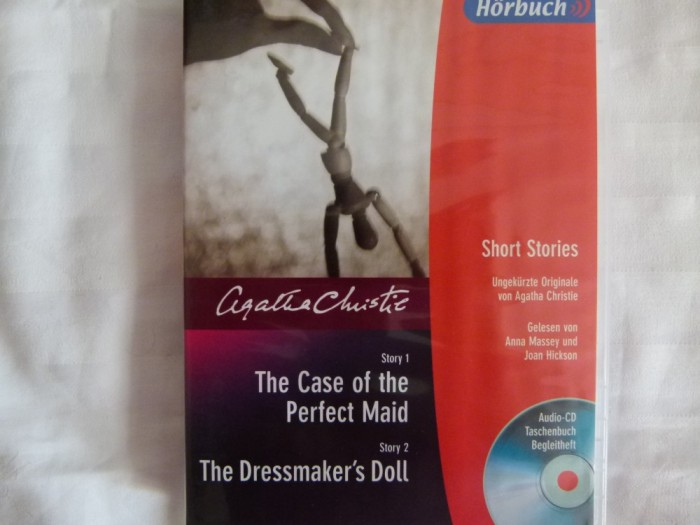 Hörbuch
Short Stories
Ungekürzte Originale
von Agatha Christie
Gelesen von
Anna Massey und
Joan Hickson
Agatha Christie
Story 1
The Case of the
Perfect Maid
Story 2
The Dressmaker's Doll
Audio-CD
Taschenbuch
Begleitheft